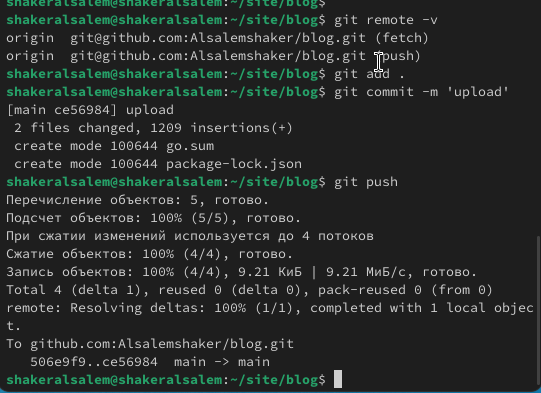 shakeralsalem@shakeralsalem:~/site/blog$
shakeralsalem@shakeralsalem:~/site/blog$ git remote -v
origin  git@github.com:Alsalemshaker/blog.git (fetch)
origin  git@github.com:Alsalemshaker/blog.git (push)
shakeralsalem@shakeralsalem:~/site/blog$ git add .
shakeralsalem@shakeralsalem:~/site/blog$ git commit -m 'upload'
[main ce56984] upload
 2 files changed, 1209 insertions(+)
 create mode 100644 go.sum
 create mode 100644 package-lock.json
shakeralsalem@shakeralsalem:~/site/blog$ git push
Перечисление объектов: 5, готово.
Подсчет объектов: 100% (5/5), готово.
При сжатии изменений используется до 4 потоков
Сжатие объектов: 100% (4/4), готово.
Запись объектов: 100% (4/4), 9.21 КиБ | 9.21 МиБ/с, готово.
Total 4 (delta 1), reused 0 (delta 0), pack-reused 0 (from 0)
remote: Resolving deltas: 100% (1/1), completed with 1 local objec
t.
To github.com:Alsalemshaker/blog.git
   506e9f9..ce56984  main -> main
shakeralsalem@shakeralsalem:~/site/blog$